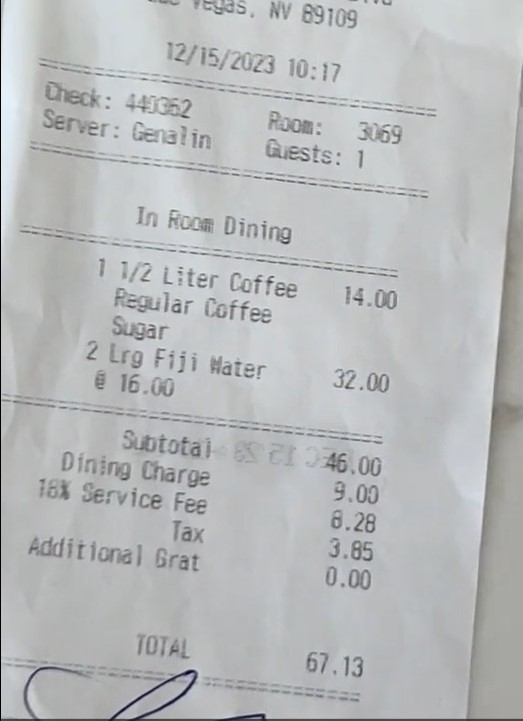 Vegas, NV 89109
12/15/2023 10:17
Check: 440362 Room: 3069
Server: Genalin Guests: 1
In Room Dining
1 1/2 Liter Coffee 14.00
Regular Coffee
Sugar
2 Lrg Fiji Water 32.00
@ 16.00
Subtotal 46.00
Dining Charge 9.00
18% Service Fee 8.28
Tax 3.85
Additional Grat 0.00
TOTAL 67.13